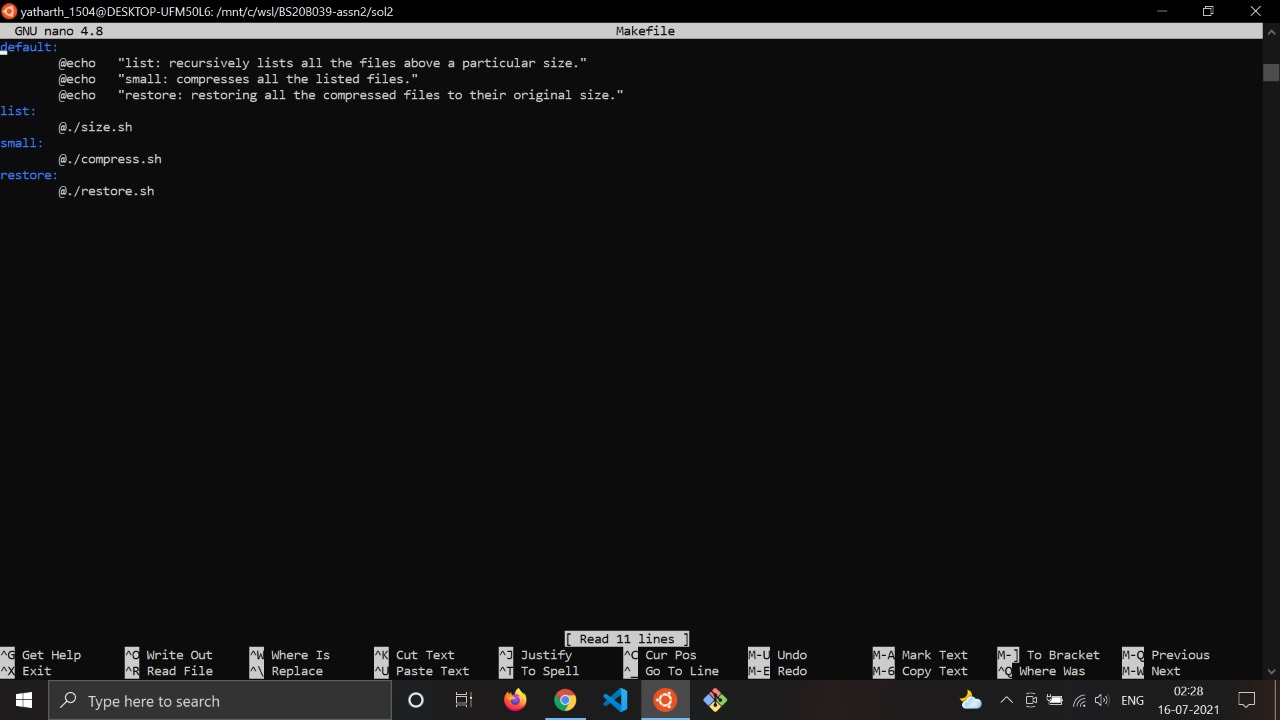 yatharth_1504@DESKTOP-UFM50L6: /mnt/c/wsl/BS20B039-assn2/sol2
GNU nano 4.8 Makefile
default:
@echo "list: recursively lists all the files above a particular size."
@echo "small: compresses all the listed files."
@echo "restore: restoring all the compressed files to their original size."
list:
@./size.sh
small:
@./compress.sh
restore:
@./restore.sh
[ Read 11 lines ]
^G Get Help ^O Write Out ^W Where Is ^K Cut Text ^J Justify ^C Cur Pos M-U Undo M-A Mark Text M-] To Bracket M-Q Previous
^X Exit ^R Read File ^\ Replace ^U Paste Text ^T To Spell ^_ Go To Line M-E Redo M-6 Copy Text ^Q Where Was M-W Next
Type here to search
ENG
02:28
16-07-2021